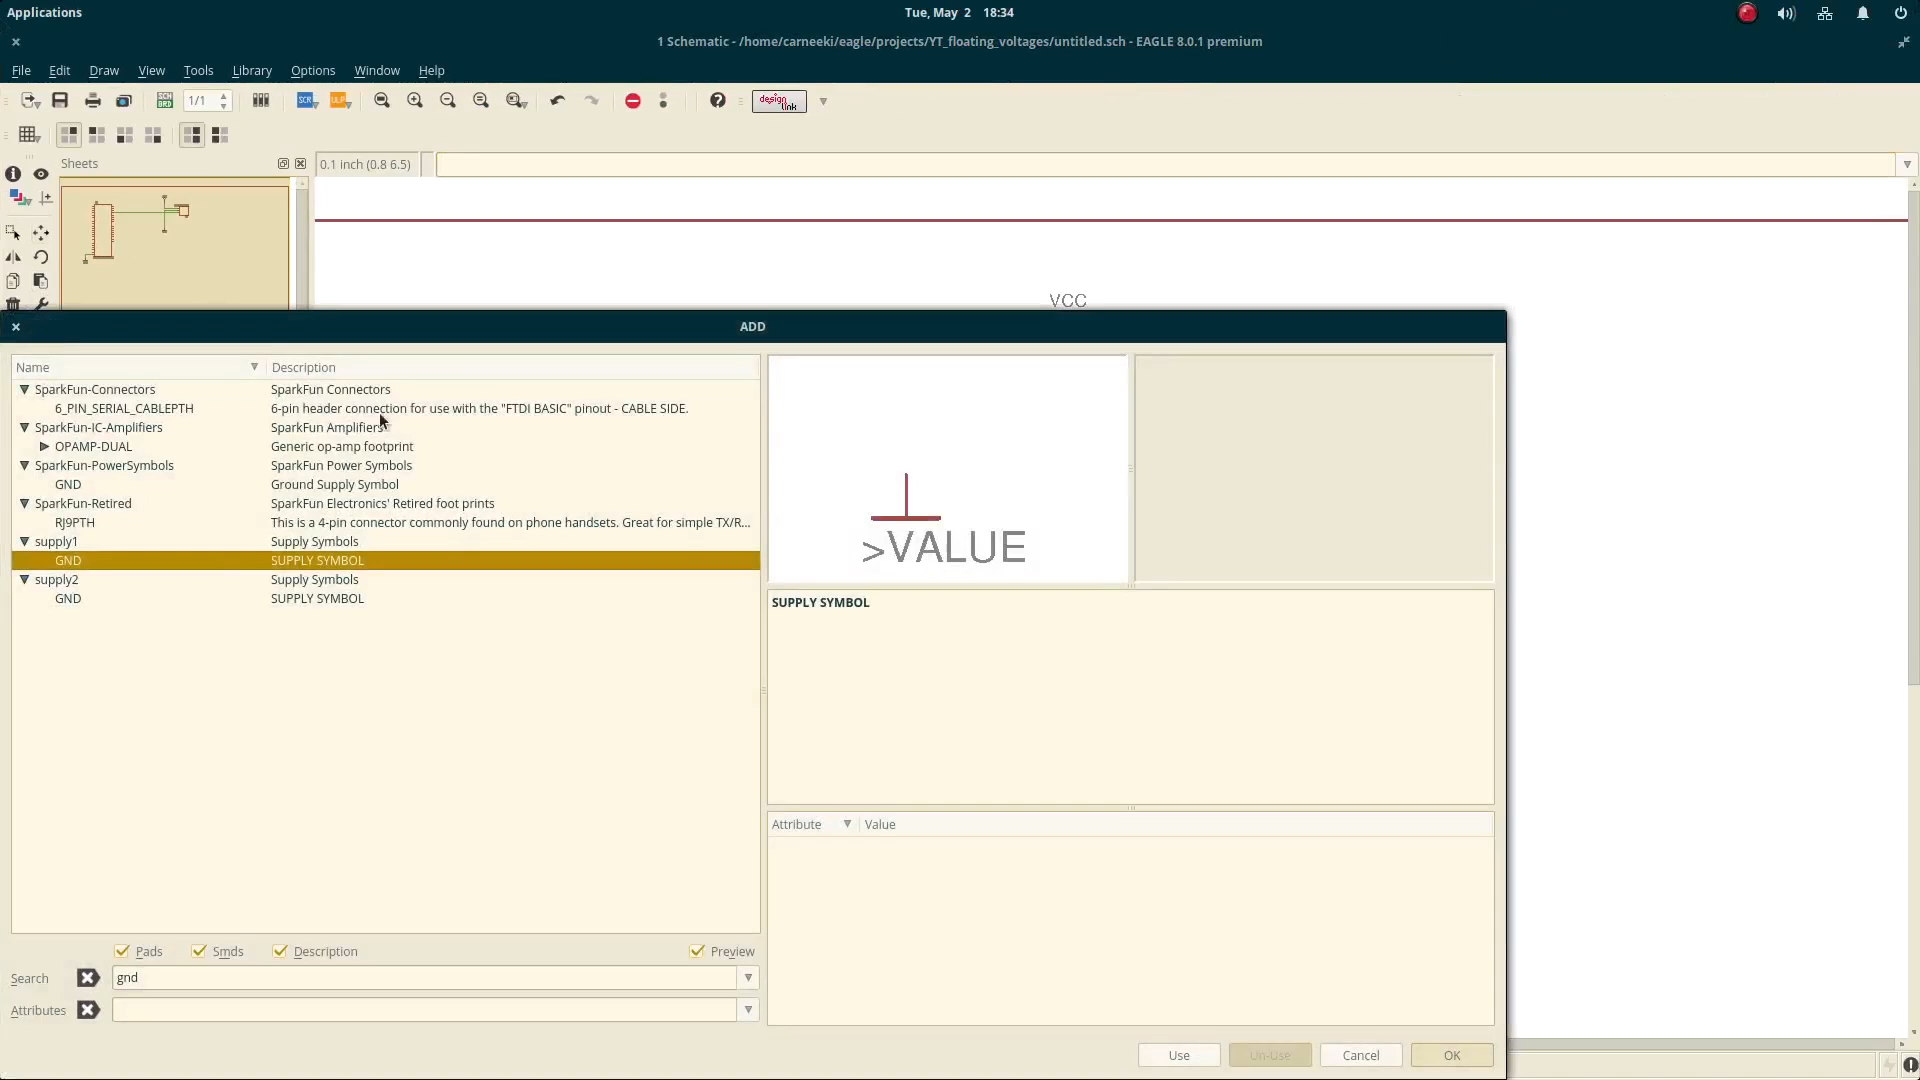 Applications
Tue, May 2 18:34
1 Schematic - /home/carneeki/eagle/projects/YT_floating_voltages/untitled.sch - EAGLE 8.0.1 premium
File Edit Draw View Tools Library Options Window Help
1/1 SCR ULP design link
Sheets
0.1 inch (0.8 6.5)
VCC
ADD
Name Description
SparkFun-Connectors SparkFun Connectors
6_PIN_SERIAL_CABLEPTH 6-pin header connection for use with the "FTDI BASIC" pinout - CABLE SIDE.
SparkFun-IC-Amplifiers SparkFun Amplifiers
OPAMP-DUAL Generic op-amp footprint
SparkFun-PowerSymbols SparkFun Power Symbols
GND Ground Supply Symbol
SparkFun-Retired SparkFun Electronics' Retired foot prints
RJ9PTH This is a 4-pin connector commonly found on phone handsets. Great for simple TX/R...
supply1 Supply Symbols
GND SUPPLY SYMBOL
supply2 Supply Symbols
GND SUPPLY SYMBOL
>VALUE
SUPPLY SYMBOL
Attribute Value
Pads Smds Description Preview
Search gnd
Attributes
Use Un-Use Cancel OK